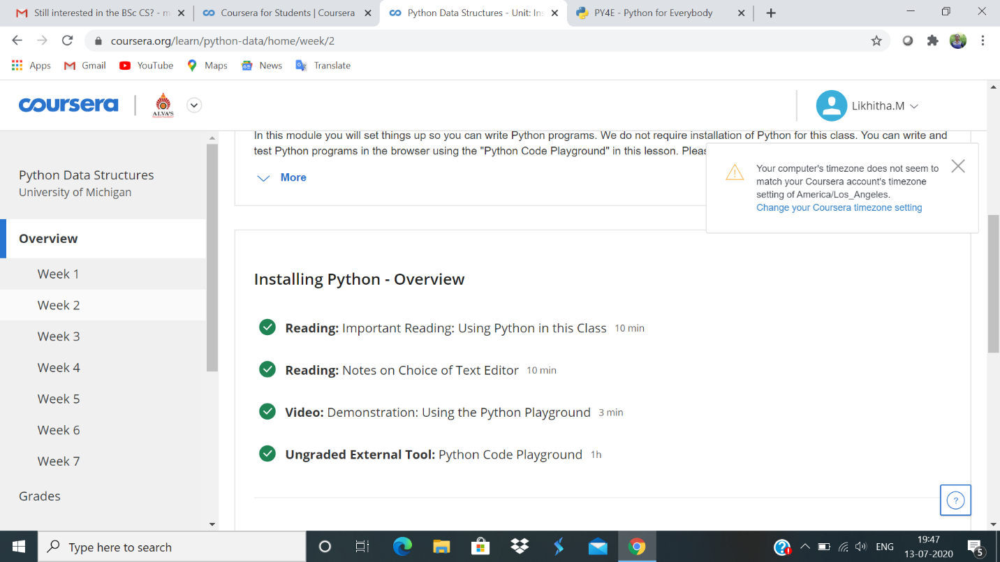 Still interested in the BSc CS? - m
Coursera for Students | Coursera
Python Data Structures - Unit: Ins
PY4E - Python for Everybody
coursera.org/learn/python-data/home/week/2
Apps
Gmail
YouTube
Maps
News
Translate
coursera
ALVA'S
Likhitha.M
In this module you will set things up so you can write Python programs. We do not require installation of Python for this class. You can write and
test Python programs in the browser using the "Python Code Playground" in this lesson. Pleas
More
Your computer's timezone does not seem to
match your Coursera account's timezone
setting of America/Los_Angeles.
Change your Coursera timezone setting
Python Data Structures
University of Michigan
Overview
Week 1
Week 2
Week 3
Week 4
Week 5
Week 6
Week 7
Grades
Installing Python - Overview
Reading: Important Reading: Using Python in this Class 10 min
Reading: Notes on Choice of Text Editor 10 min
Video: Demonstration: Using the Python Playground 3 min
Ungraded External Tool: Python Code Playground 1h
?
Type here to search
ENG
19:47
13-07-2020
5